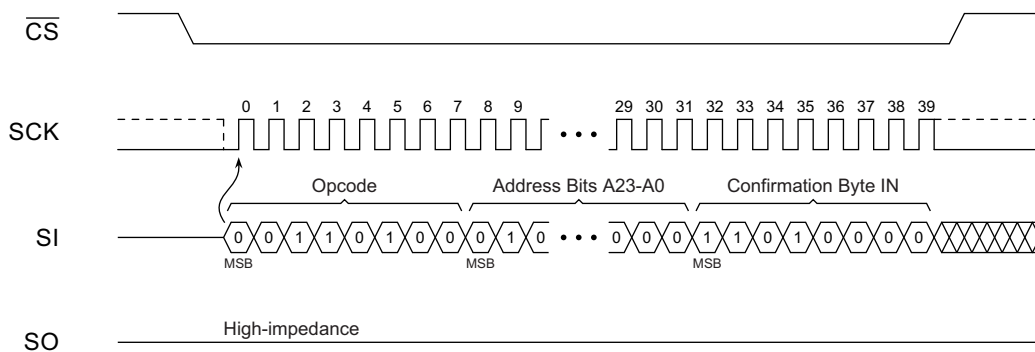 CS
0 1 2 3 4 5 6 7 8 9 29 30 31 32 33 34 35 36 37 38 39
SCK
Opcode Address Bits A23-A0 Confirmation Byte IN
SI 0 0 1 1 0 1 0 0 0 1 0 0 0 0 1 1 0 1 0 0 0 0
MSB MSB MSB
High-impedance
SO